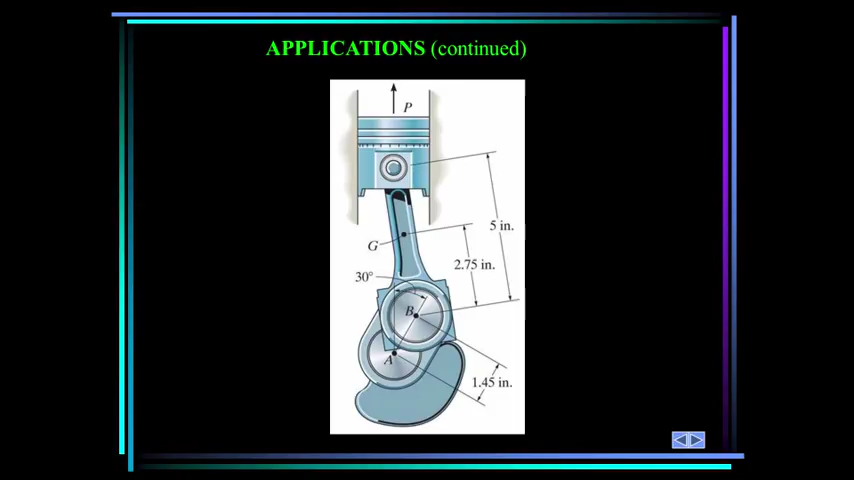 APPLICATIONS (continued)
P
5 in.
G
2.75 in.
30°
B
A
1.45 in.